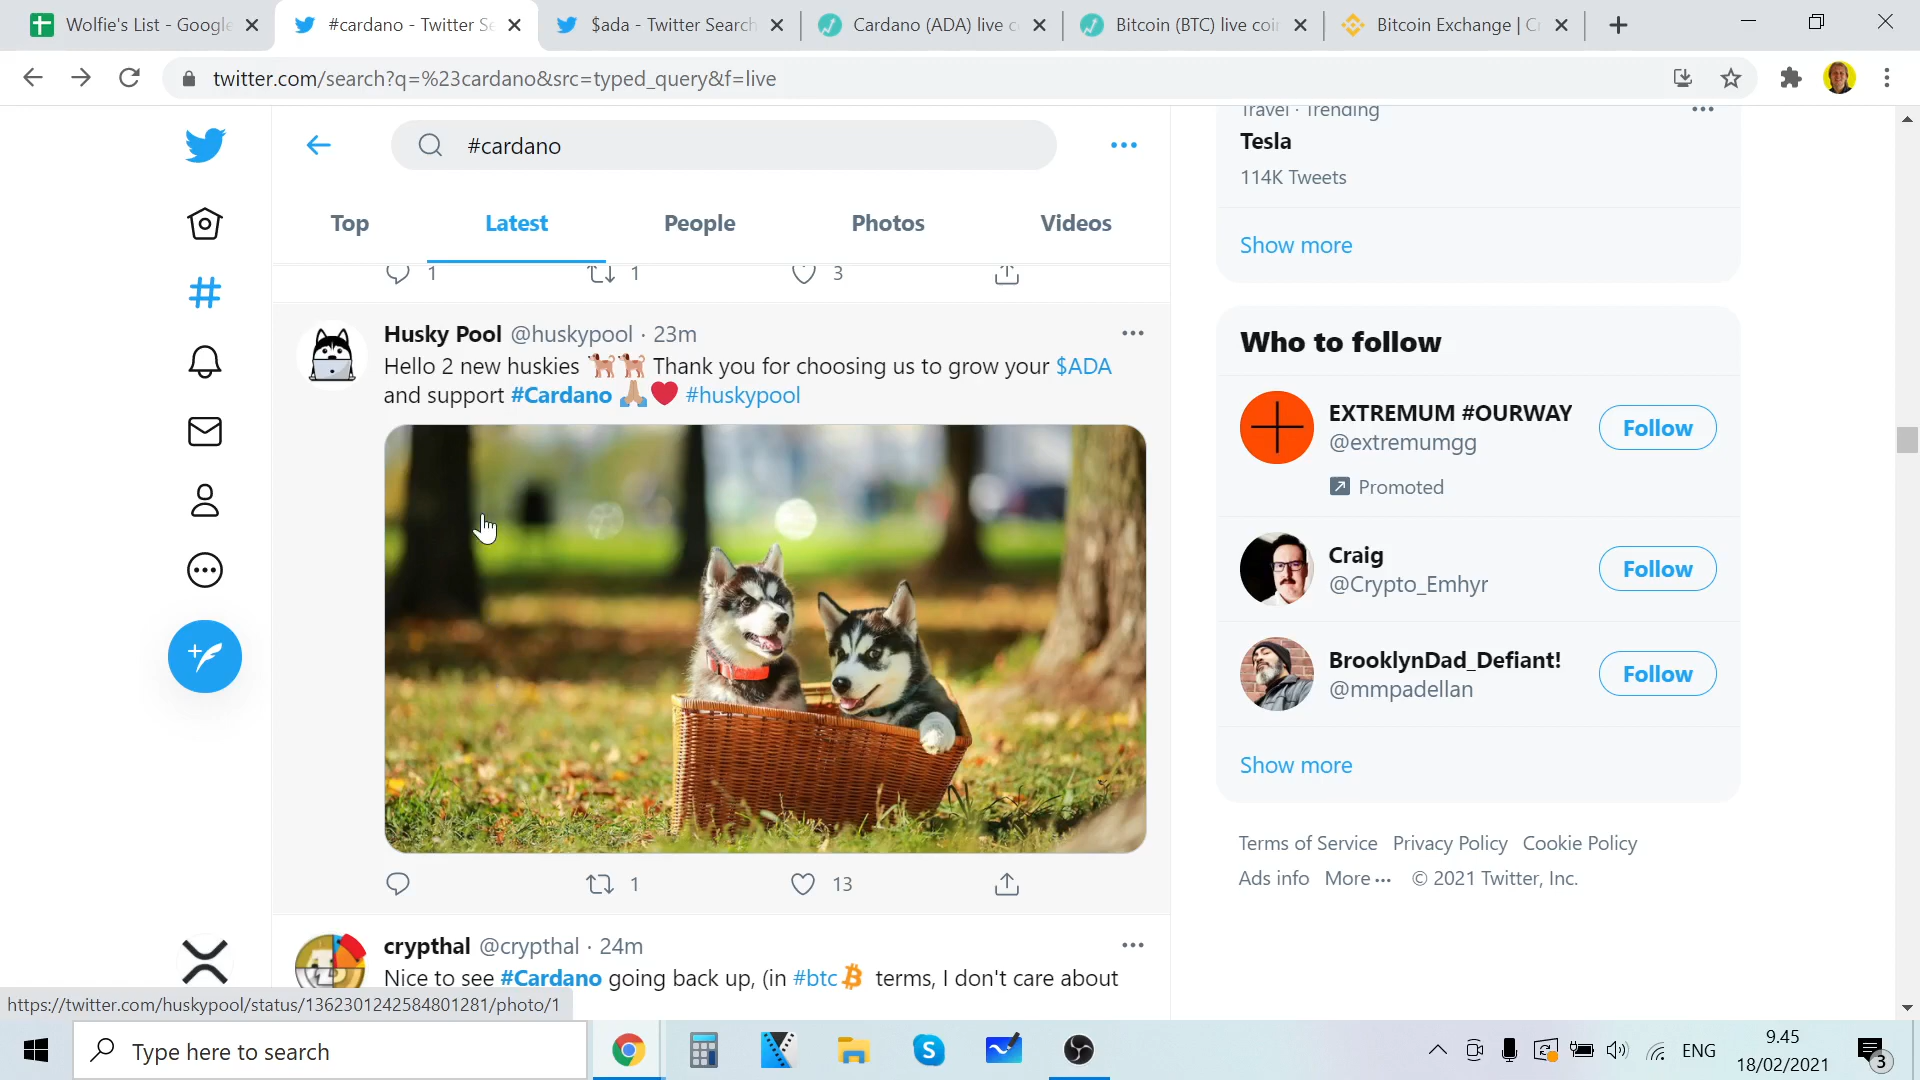 Wolfie's List - Google
#cardano - Twitter Se
$ada - Twitter Search
Cardano (ADA) live c
Bitcoin (BTC) live coin
Bitcoin Exchange | C
twitter.com/search?q=%23cardano&src=typed_query&f=live
#cardano
Top
Latest
People
Photos
Videos
1
1
3
Husky Pool @huskypool · 23m
Hello 2 new huskies Thank you for choosing us to grow your $ADA
and support #Cardano #huskypool
1
13
crypthal @crypthal · 24m
Nice to see #Cardano going back up, (in #btc terms, I don't care about
Travel · Trending
Tesla
114K Tweets
Show more
Who to follow
EXTREMUM #OURWAY
@extremumgg
Follow
Promoted
Craig
@Crypto_Emhyr
Follow
BrooklynDad_Defiant!
@mmpadellan
Follow
Show more
Terms of Service Privacy Policy Cookie Policy
Ads info More ··· © 2021 Twitter, Inc.
https://twitter.com/huskypool/status/1362301242584801281/photo/1
Type here to search
ENG
9.45
18/02/2021
3